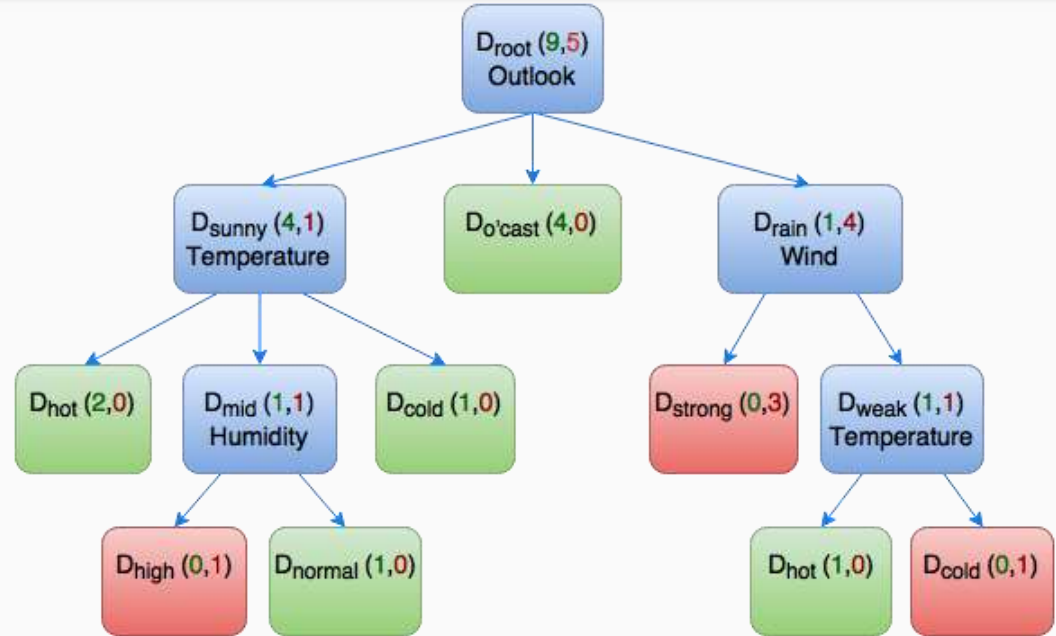 Droot (9,5)
Outlook
Dsunny (4,1)
Temperature
Do'cast (4,0)
Drain (1,4)
Wind
Dhot (2,0)
Dmid (1,1)
Humidity
Dcold (1,0)
Dstrong (0,3)
Dweak (1,1)
Temperature
Dhigh (0,1)
Dnormal (1,0)
Dhot (1,0)
Dcold (0,1)